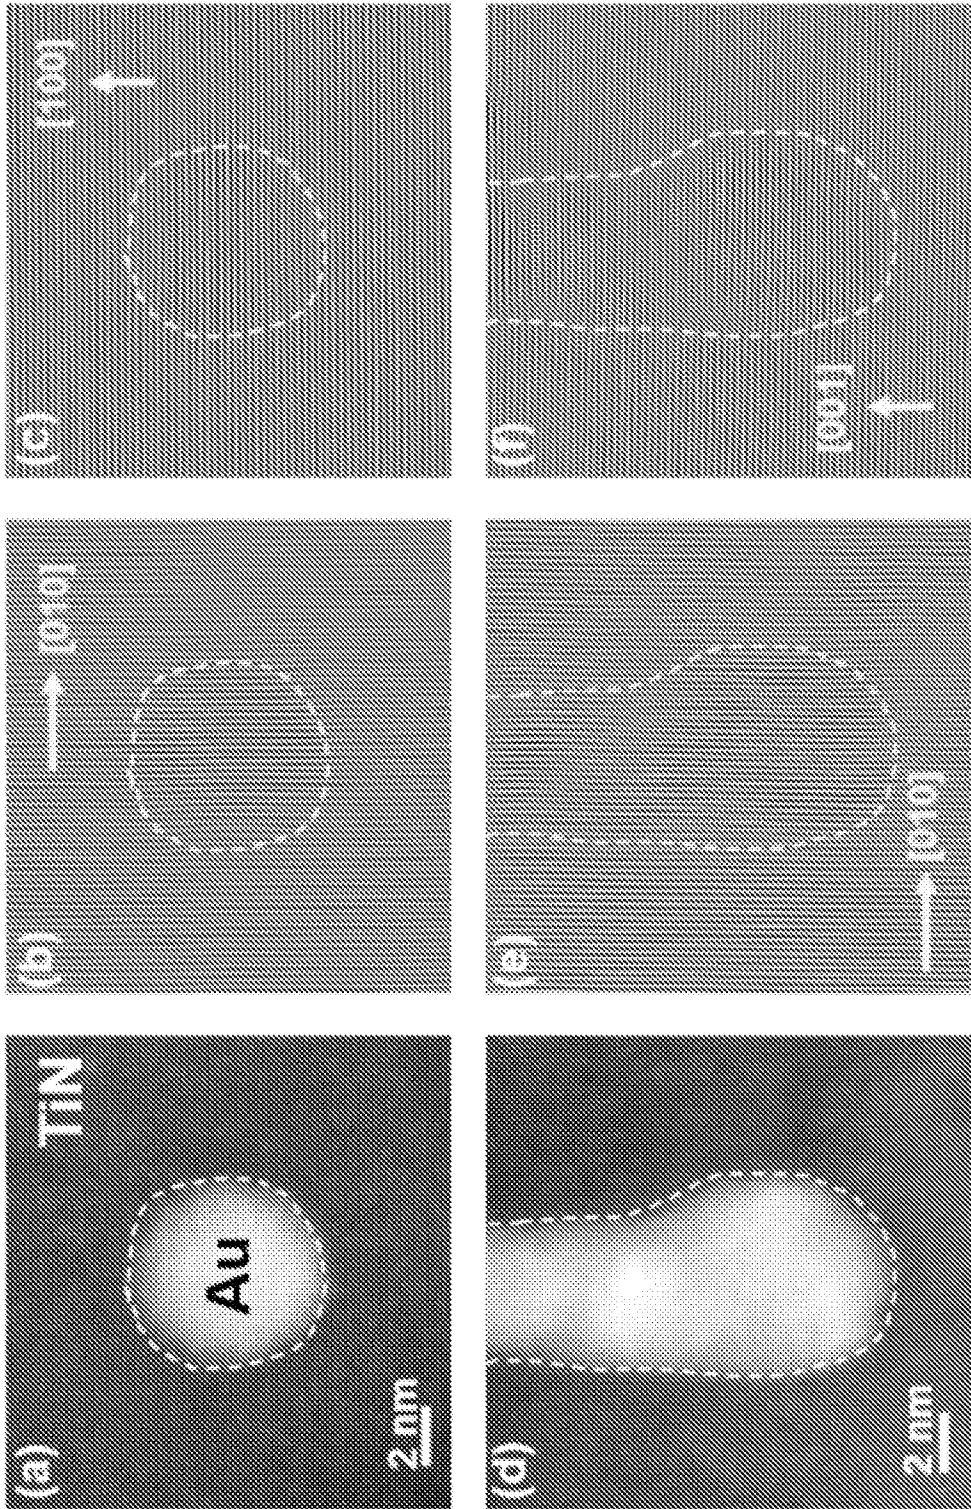 (a)
TiN
Au
2 nm
(b)
[010]
(c)
[100]
(d)
2 nm
(e)
[010]
(f)
[001]